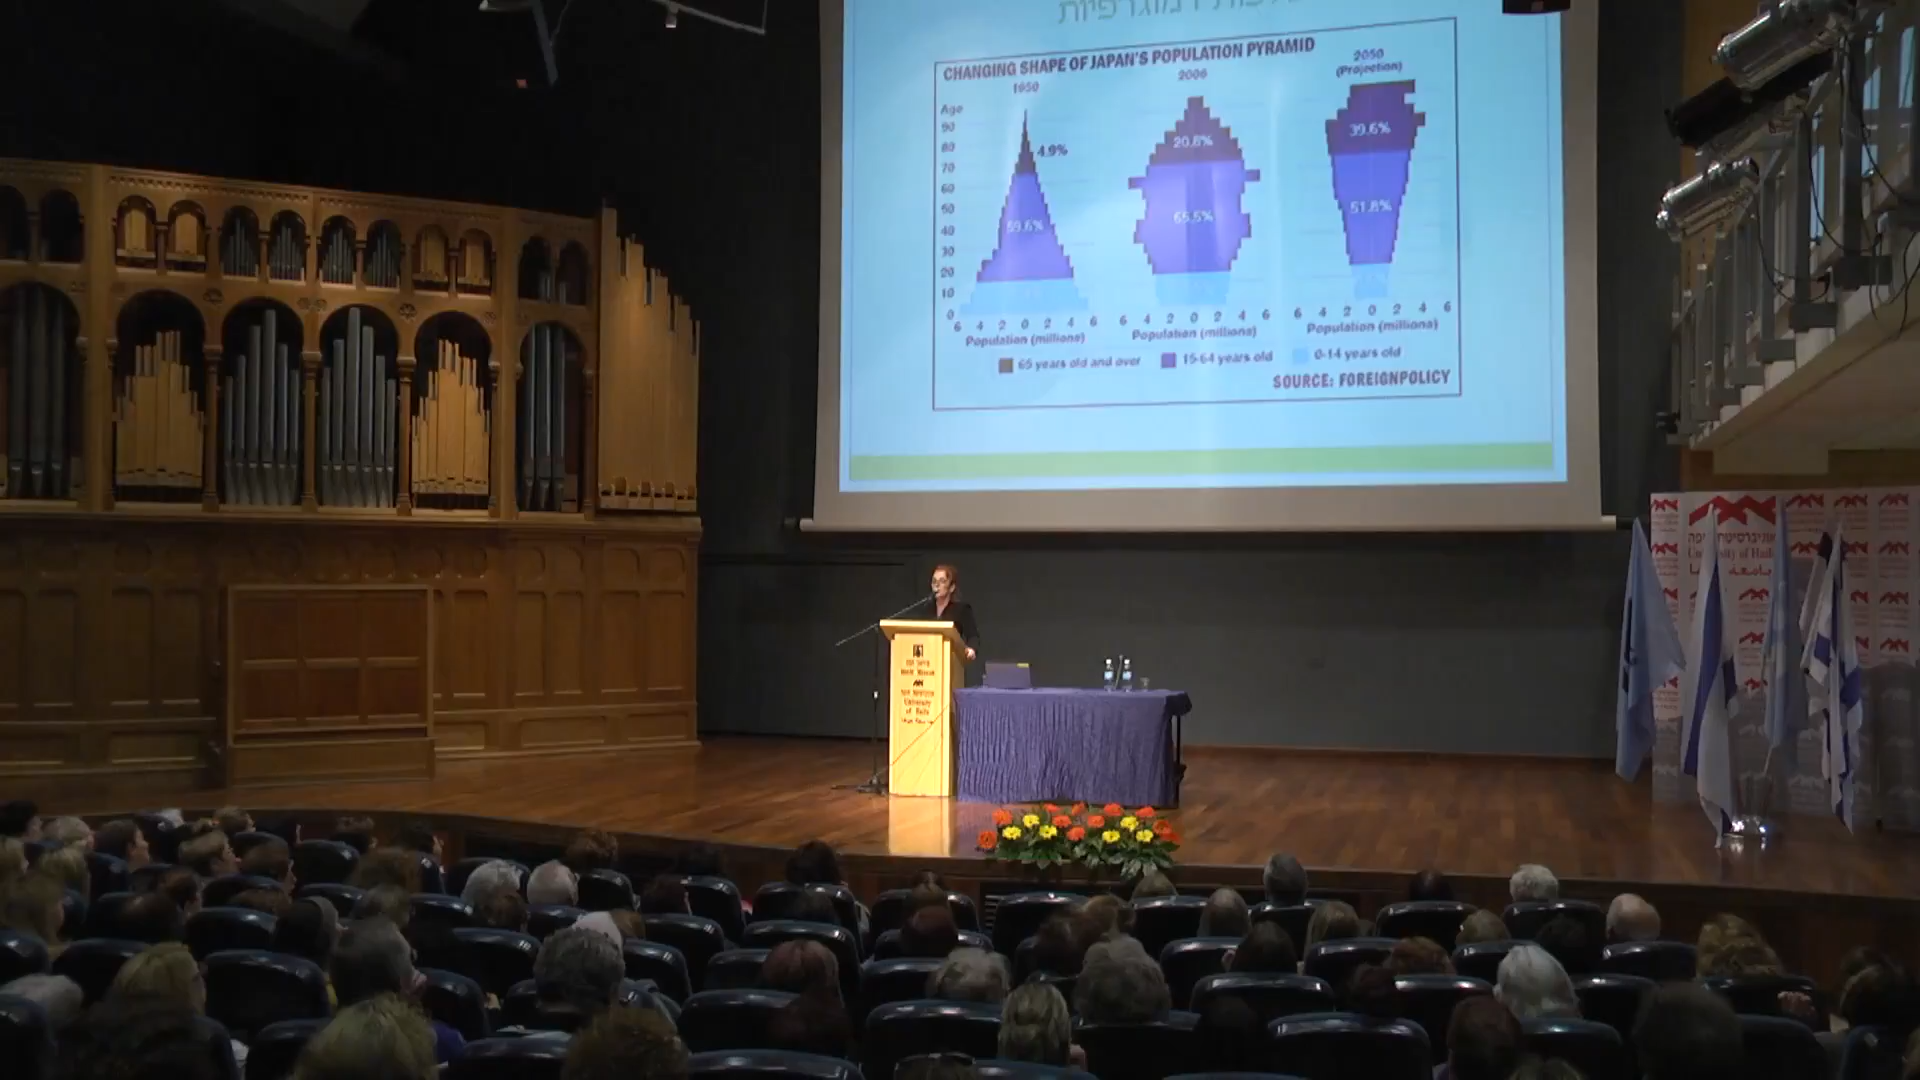 דמוגרפיות
CHANGING SHAPE OF JAPAN'S POPULATION PYRAMID
1950
2006
2050
(Projection)
Age
90
80
70
60
50
40
30
20
10
0
4.9%
59.6%
20.8%
65.5%
39.6%
51.8%
6 4 2 0 2 4 6
6 4 2 0 2 4 6
6 4 2 0 2 4 6
Population (millions)
Population (millions)
Population (millions)
65 years old and over
15-64 years old
0-14 years old
SOURCE: FOREIGNPOLICY
University
of Haifa